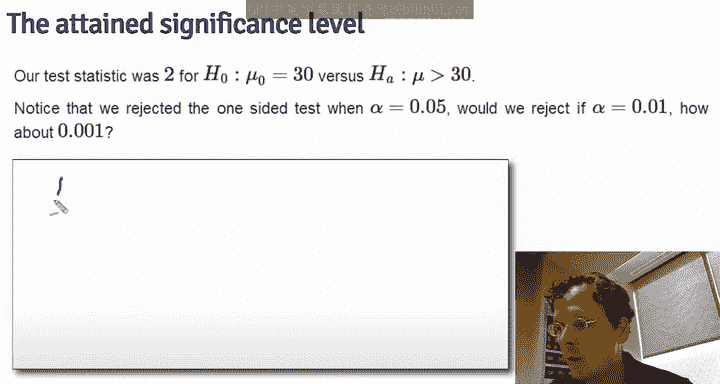 The attained significance level
Our test statistic was 2 for H₀ : μ₀ = 30 versus Hₐ : μ > 30.
Notice that we rejected the one sided test when α = 0.05, would we reject if α = 0.01, how
about 0.001?